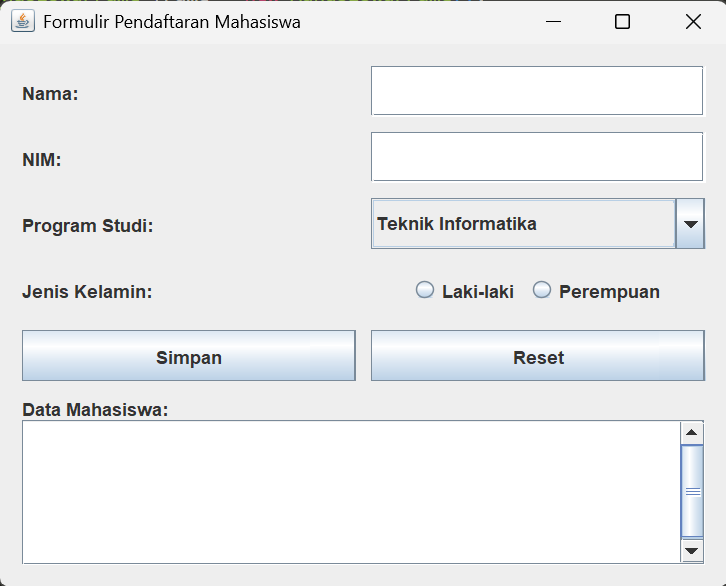 Formulir Pendaftaran Mahasiswa
Nama:
NIM:
Program Studi:
Teknik Informatika
Jenis Kelamin:
Laki-laki
Perempuan
Simpan
Reset
Data Mahasiswa: